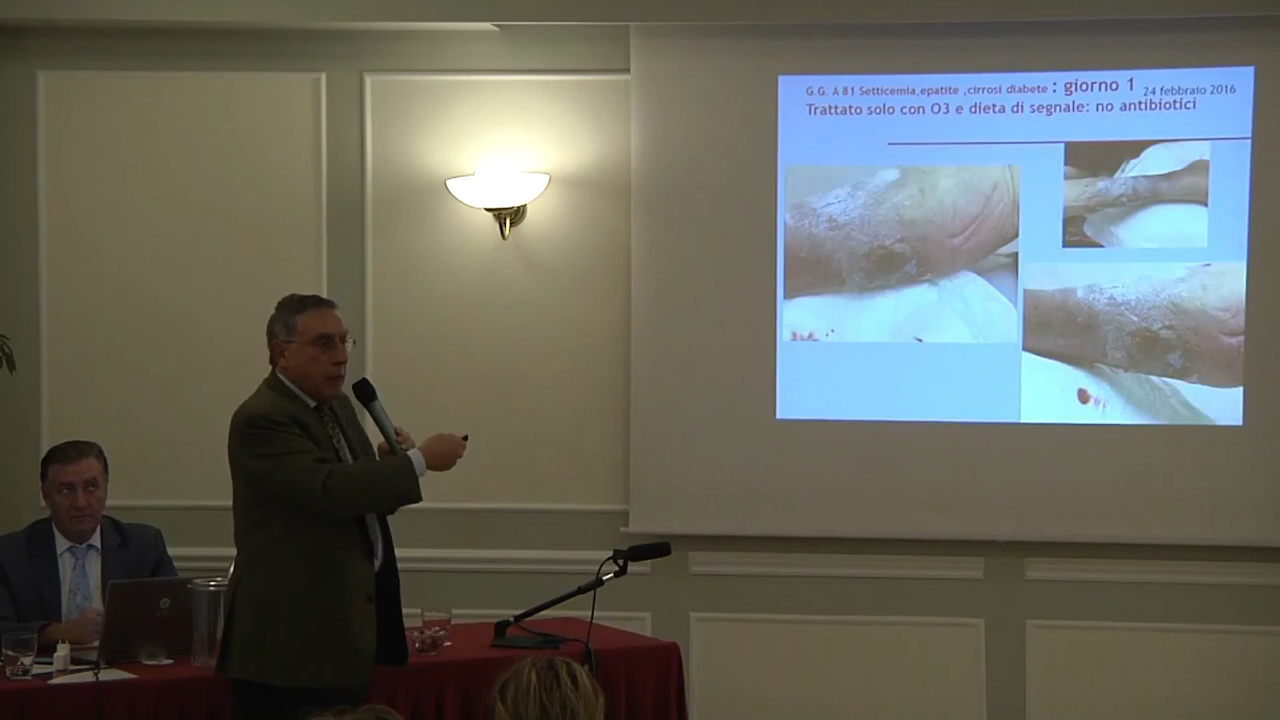 G.G. A 81 Setticemia,epatite ,cirrosi diabete : giorno 1 24 febbraio 2016
Trattato solo con O3 e dieta di segnale: no antibiotici